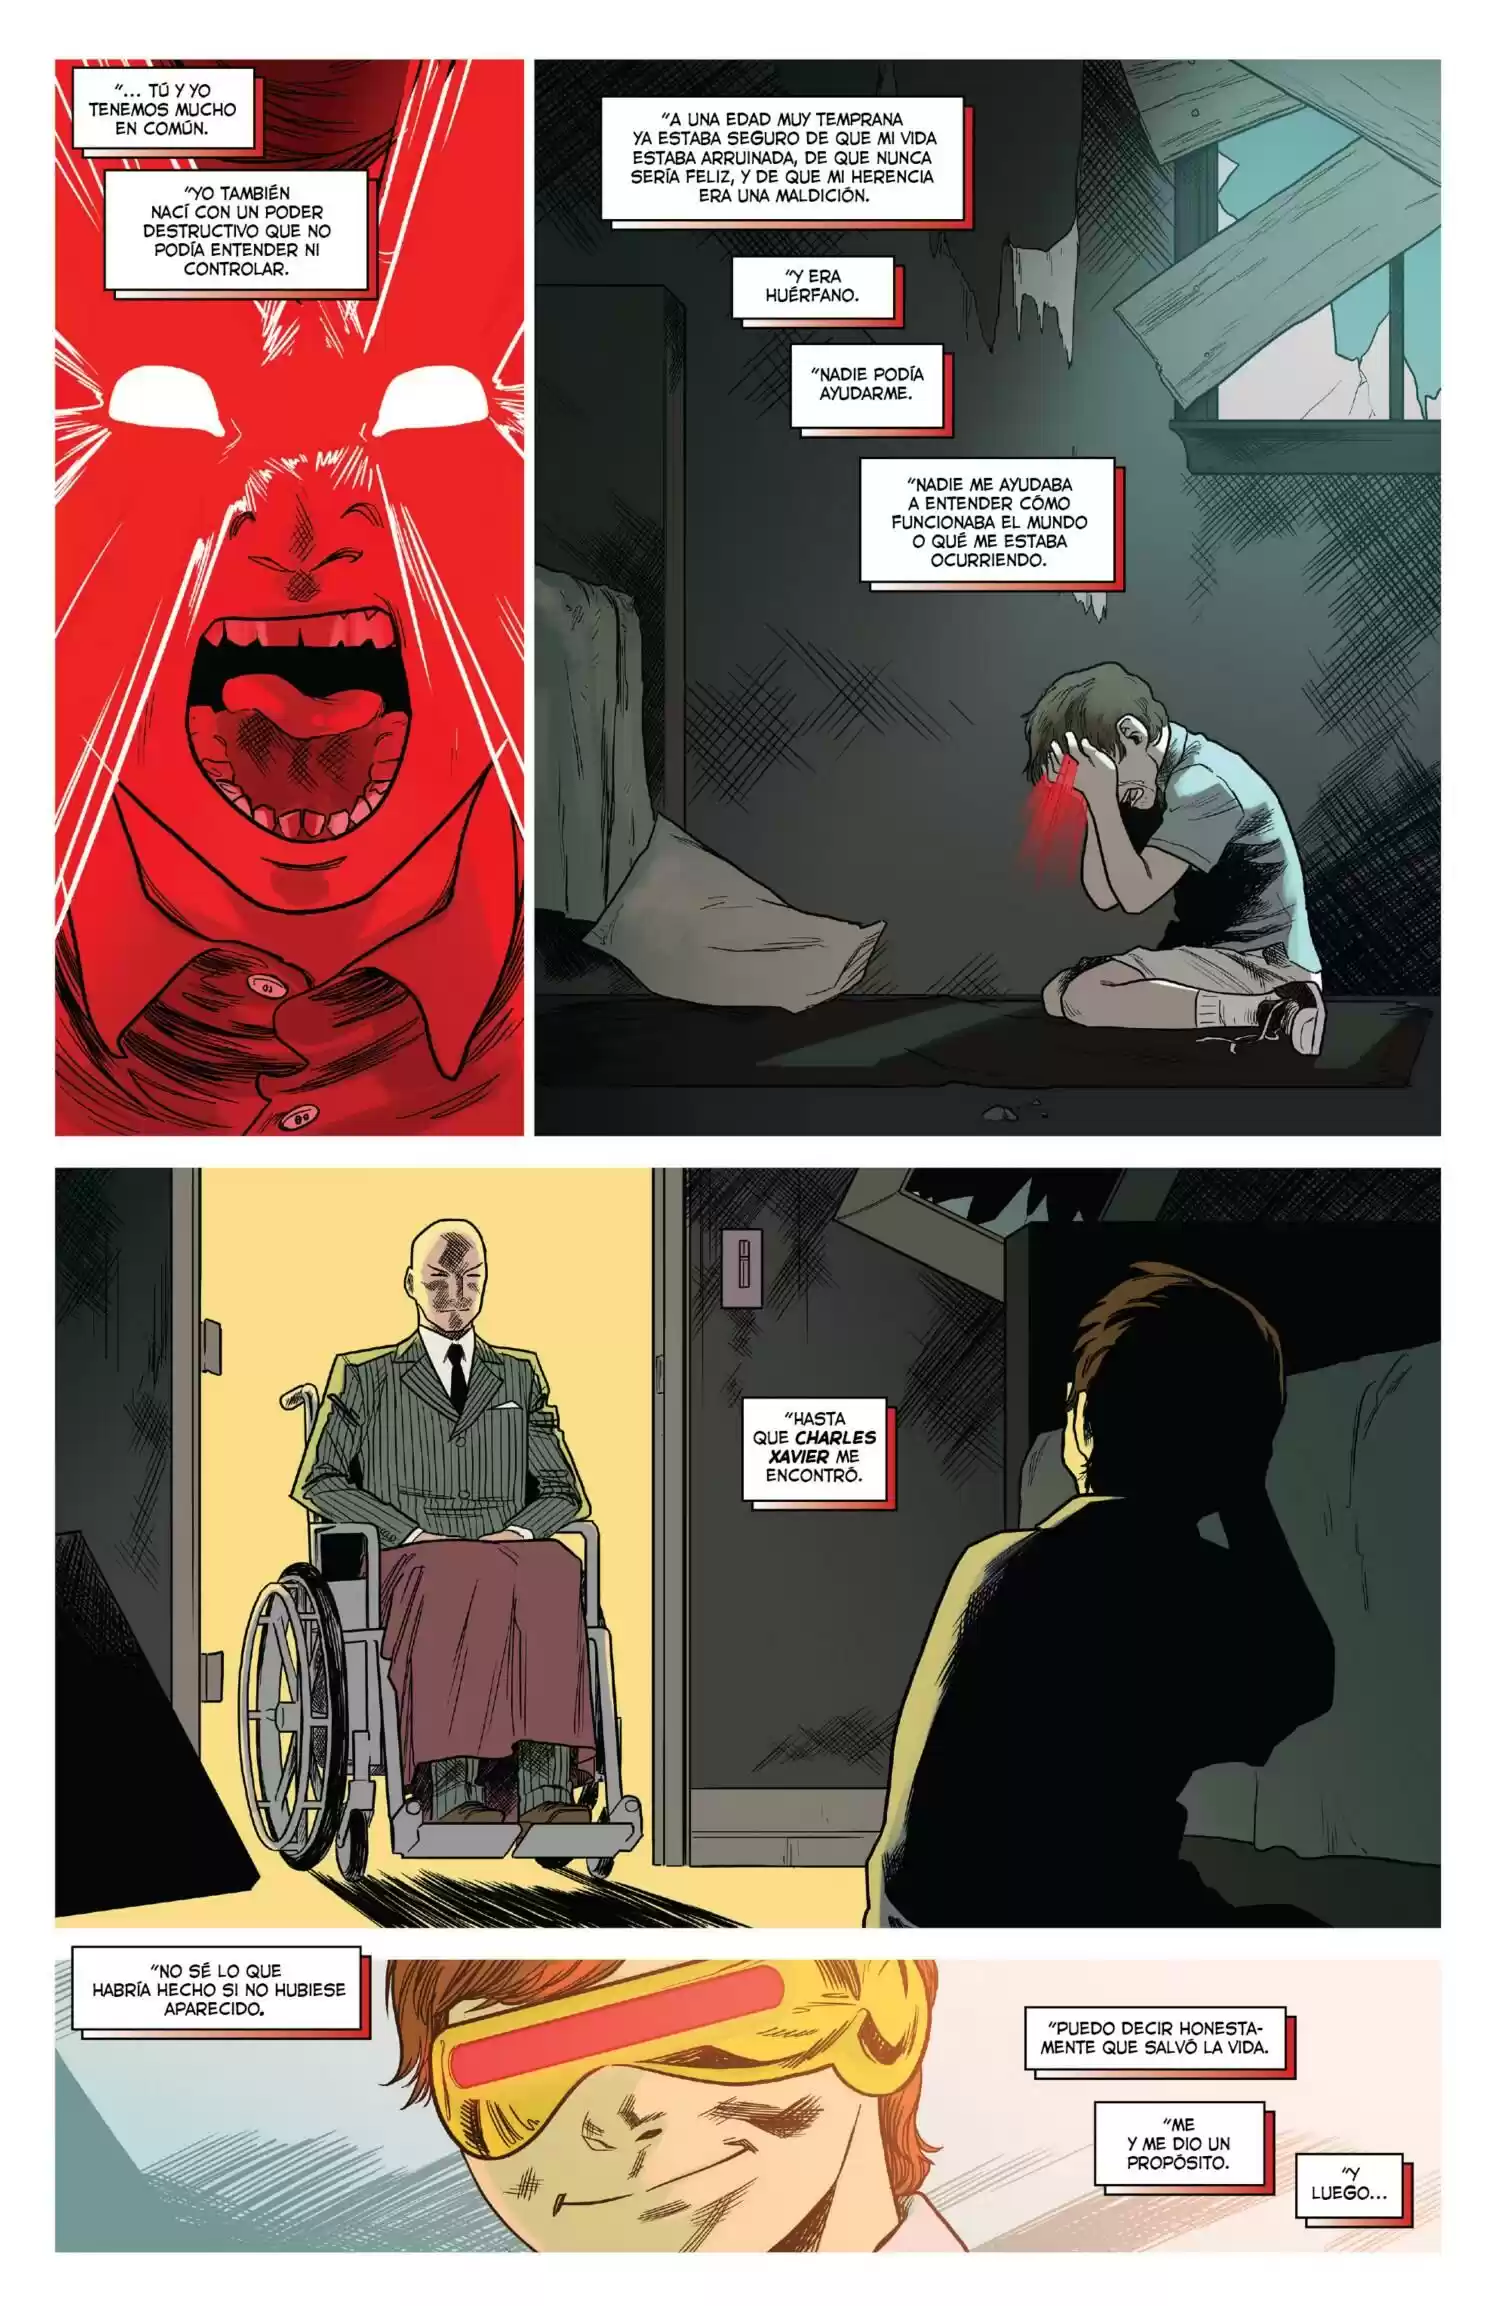 "... TÚ Y YO
TENEMOS MUCHO
EN COMÚN.
"YO TAMBIÉN
NACÍ CON UN PODER
DESTRUCTIVO QUE NO
PODÍA ENTENDER NI
CONTROLAR.
"A UNA EDAD MUY TEMPRANA
YA ESTABA SEGURO DE QUE MI VIDA
ESTABA ARRUINADA, DE QUE NUNCA
SERÍA FELIZ, Y DE QUE MI HERENCIA
ERA UNA MALDICIÓN.
"Y ERA
HUÉRFANO.
"NADIE PODÍA
AYUDARME.
"NADIE ME AYUDABA
A ENTENDER CÓMO
FUNCIONABA EL MUNDO
O QUÉ ME ESTABA
OCURRIENDO.
"HASTA
QUE CHARLES
XAVIER ME
ENCONTRÓ.
"NO SÉ LO QUE
HABRÍA HECHO SI NO HUBIESE
APARECIDO.
"PUEDO DECIR HONESTA-
MENTE QUE SALVÓ LA VIDA.
"ME
Y ME DIO UN
PROPÓSITO.
"Y
LUEGO...